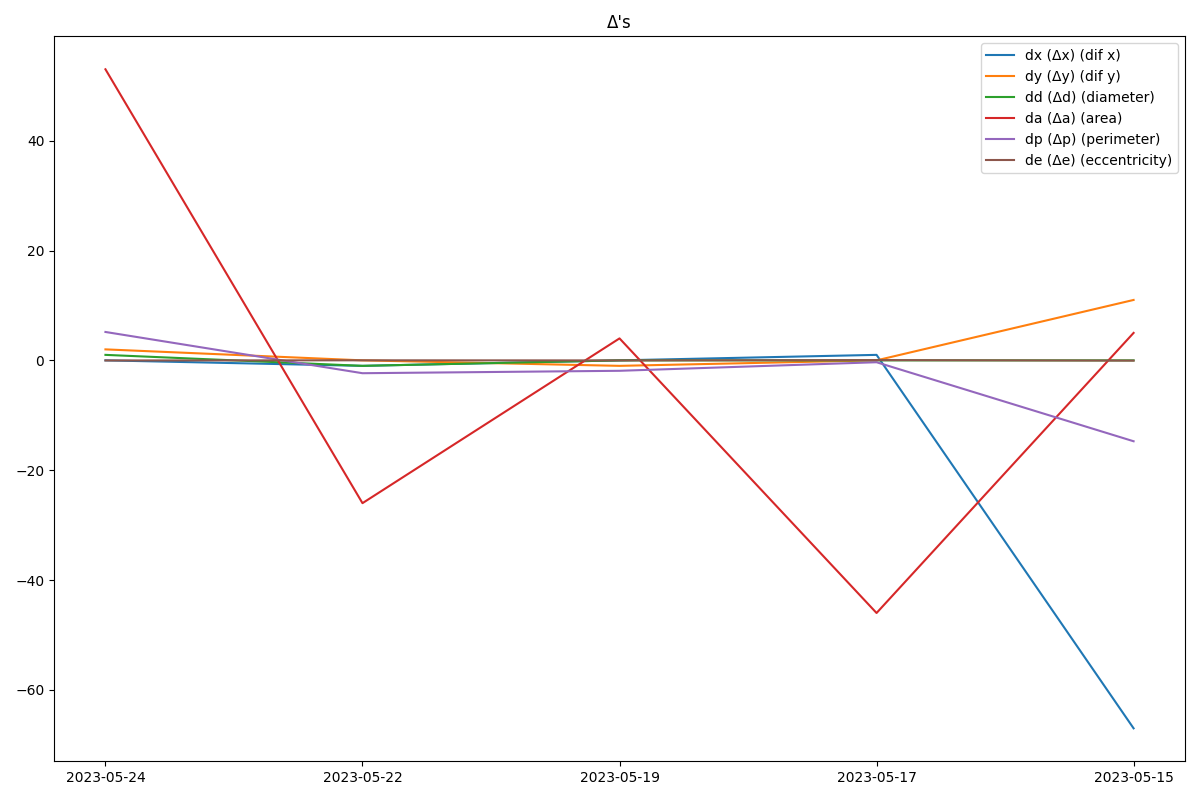 Δ's
dx (Δx) (dif x)
dy (Δy) (dif y)
dd (Δd) (diameter)
da (Δa) (area)
dp (Δp) (perimeter)
de (Δe) (eccentricity)
40
20
0
−20
−40
−60
2023-05-24
2023-05-22
2023-05-19
2023-05-17
2023-05-15